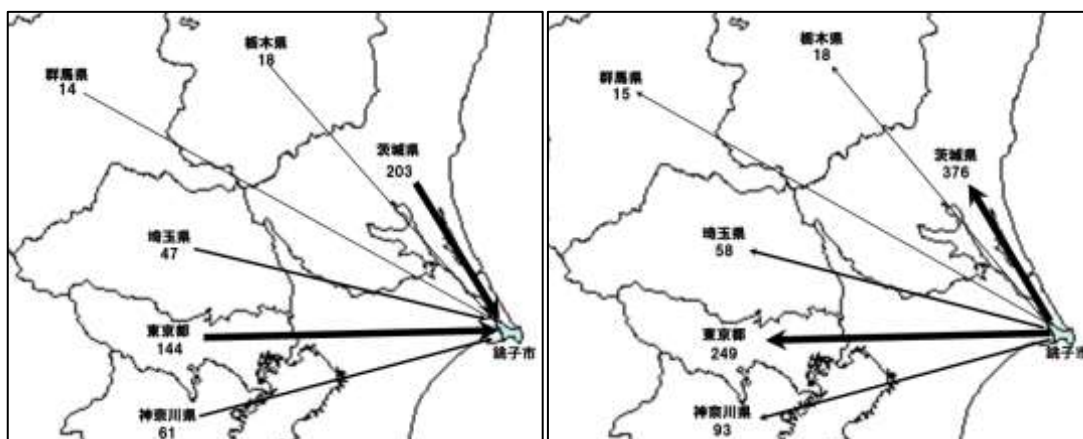 栃木県
18
群馬県
14
茨城県
203
埼玉県
47
東京都
144
銚子市
神奈川県
61
栃木県
18
群馬県
15
茨城県
376
埼玉県
58
東京都
249
銚子市
神奈川県
93